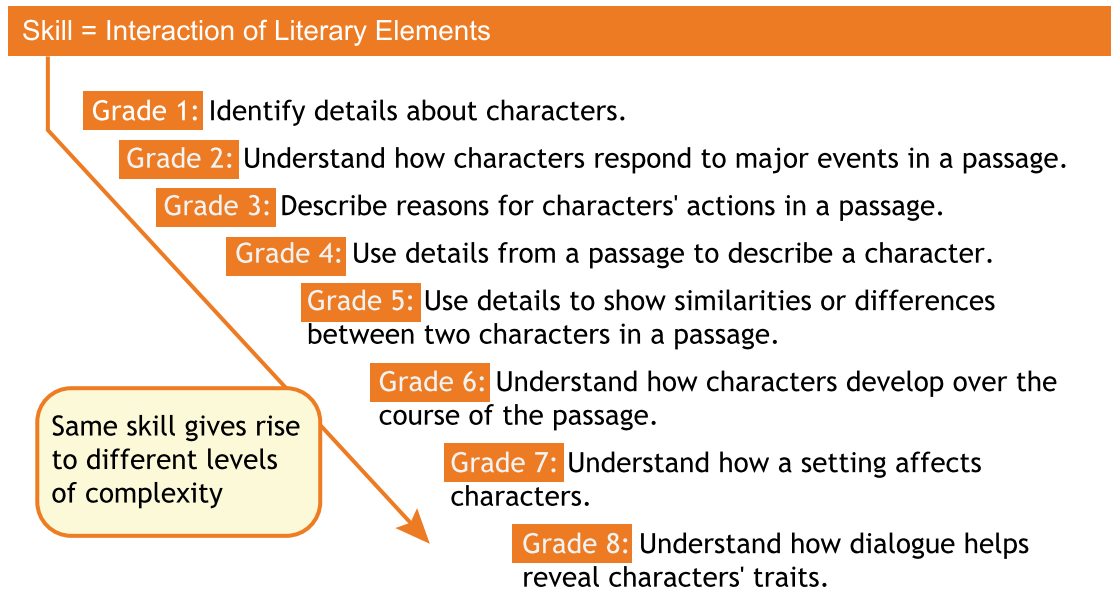 Skill = Interaction of Literary Elements
Grade 1: Identify details about characters.
Grade 2: Understand how characters respond to major events in a passage.
Grade 3: Describe reasons for characters' actions in a passage.
Grade 4: Use details from a passage to describe a character.
Grade 5: Use details to show similarities or differences
between two characters in a passage.
Grade 6: Understand how characters develop over the
course of the passage.
Grade 7: Understand how a setting affects
characters.
Grade 8: Understand how dialogue helps
reveal characters' traits.
Same skill gives rise
to different levels
of complexity